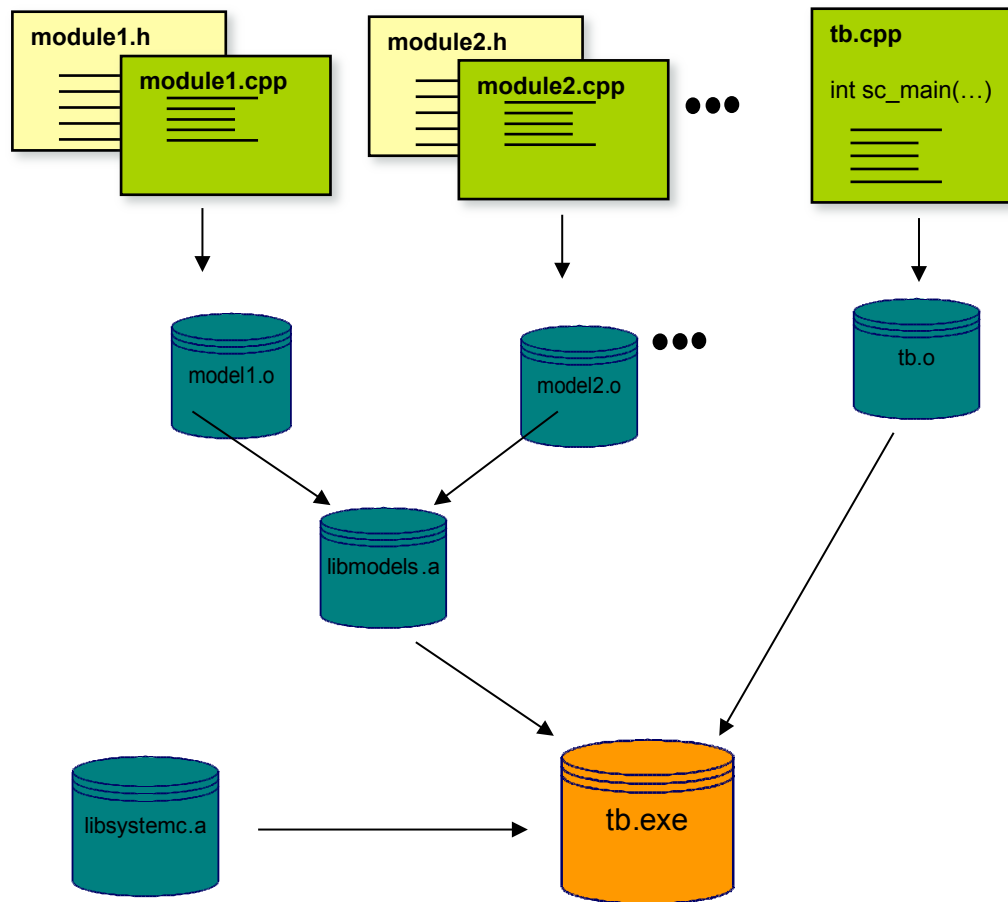 module1.h
module1.cpp
module2.h
module2.cpp
tb.cpp
int sc_main(…)
model1.o
model2.o
tb.o
libmodels.a
libsystemc.a
tb.exe